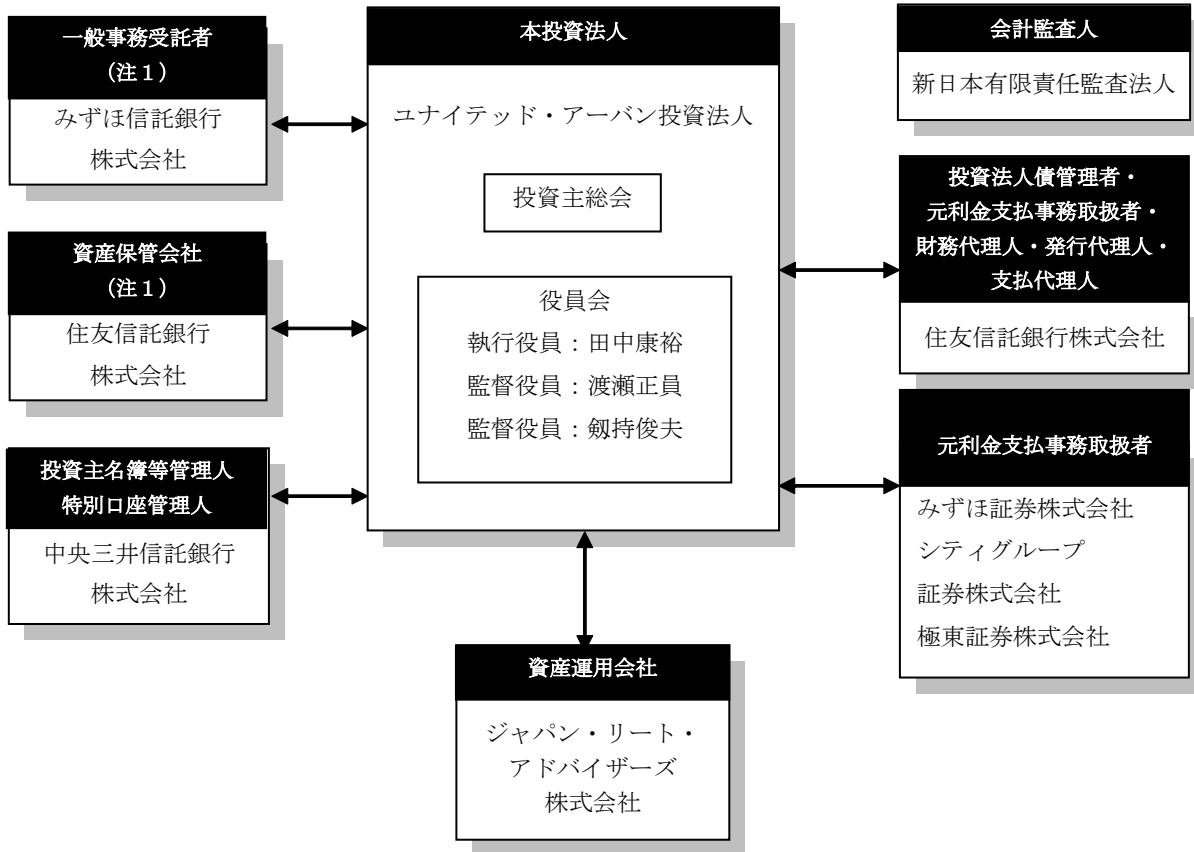 一般事務受託者
（注１）
みずほ信託銀行
株式会社
資産保管会社
（注１）
住友信託銀行
株式会社
投資主名簿等管理人
特別口座管理人
中央三井信託銀行
株式会社
本投資法人
ユナイテッド・アーバン投資法人
投資主総会
役員会
執行役員：田中康裕
監督役員：渡瀬正員
監督役員：剱持俊夫
資産運用会社
ジャパン・リート・
アドバイザーズ
株式会社
会計監査人
新日本有限責任監査法人
投資法人債管理者・
元利金支払事務取扱者・
財務代理人・発行代理人・
支払代理人
住友信託銀行株式会社
元利金支払事務取扱者
みずほ証券株式会社
シティグループ
証券株式会社
極東証券株式会社